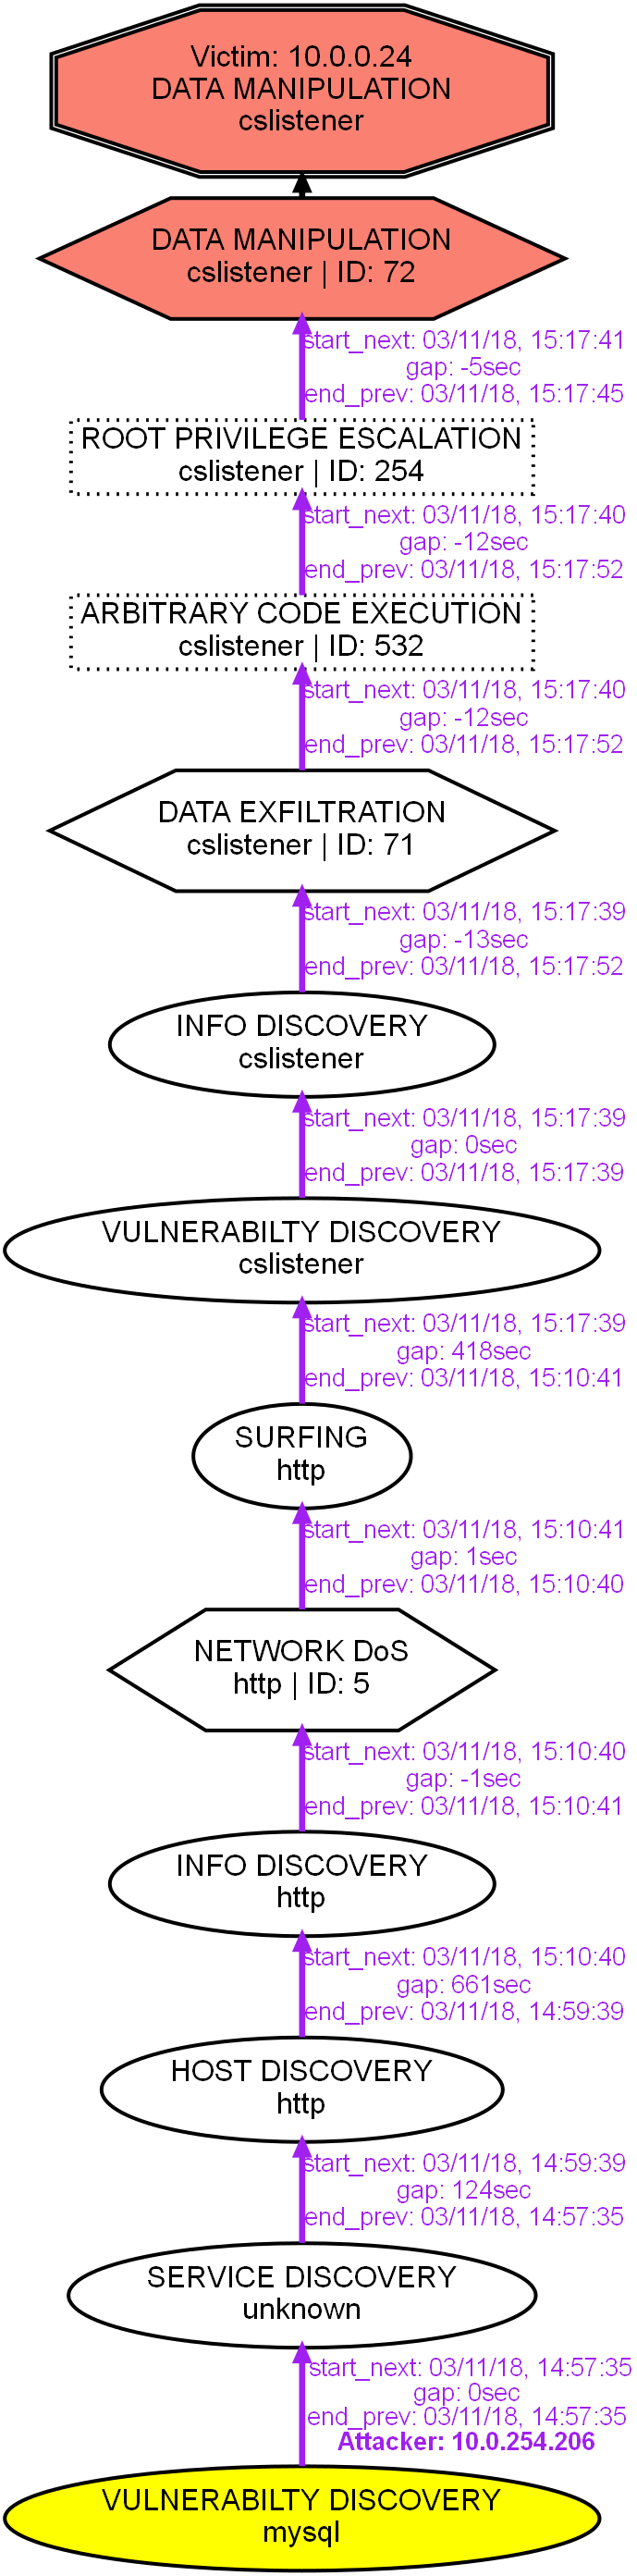 Victim: 10.0.0.24
DATA MANIPULATION
cslistener
DATA MANIPULATION
cslistener | ID: 72
start_next: 03/11/18, 15:17:41
gap: -5sec
end_prev: 03/11/18, 15:17:45
ROOT PRIVILEGE ESCALATION
cslistener | ID: 254
start_next: 03/11/18, 15:17:40
gap: -12sec
end_prev: 03/11/18, 15:17:52
ARBITRARY CODE EXECUTION
cslistener | ID: 532
start_next: 03/11/18, 15:17:40
gap: -12sec
end_prev: 03/11/18, 15:17:52
DATA EXFILTRATION
cslistener | ID: 71
start_next: 03/11/18, 15:17:39
gap: -13sec
end_prev: 03/11/18, 15:17:52
INFO DISCOVERY
cslistener
start_next: 03/11/18, 15:17:39
gap: 0sec
end_prev: 03/11/18, 15:17:39
VULNERABILTY DISCOVERY
cslistener
start_next: 03/11/18, 15:17:39
gap: 418sec
end_prev: 03/11/18, 15:10:41
SURFING
http
start_next: 03/11/18, 15:10:41
gap: 1sec
end_prev: 03/11/18, 15:10:40
NETWORK DoS
http | ID: 5
start_next: 03/11/18, 15:10:40
gap: -1sec
end_prev: 03/11/18, 15:10:41
INFO DISCOVERY
http
start_next: 03/11/18, 15:10:40
gap: 661sec
end_prev: 03/11/18, 14:59:39
HOST DISCOVERY
http
start_next: 03/11/18, 14:59:39
gap: 124sec
end_prev: 03/11/18, 14:57:35
SERVICE DISCOVERY
unknown
start_next: 03/11/18, 14:57:35
gap: 0sec
end_prev: 03/11/18, 14:57:35
Attacker: 10.0.254.206
VULNERABILTY DISCOVERY
mysql